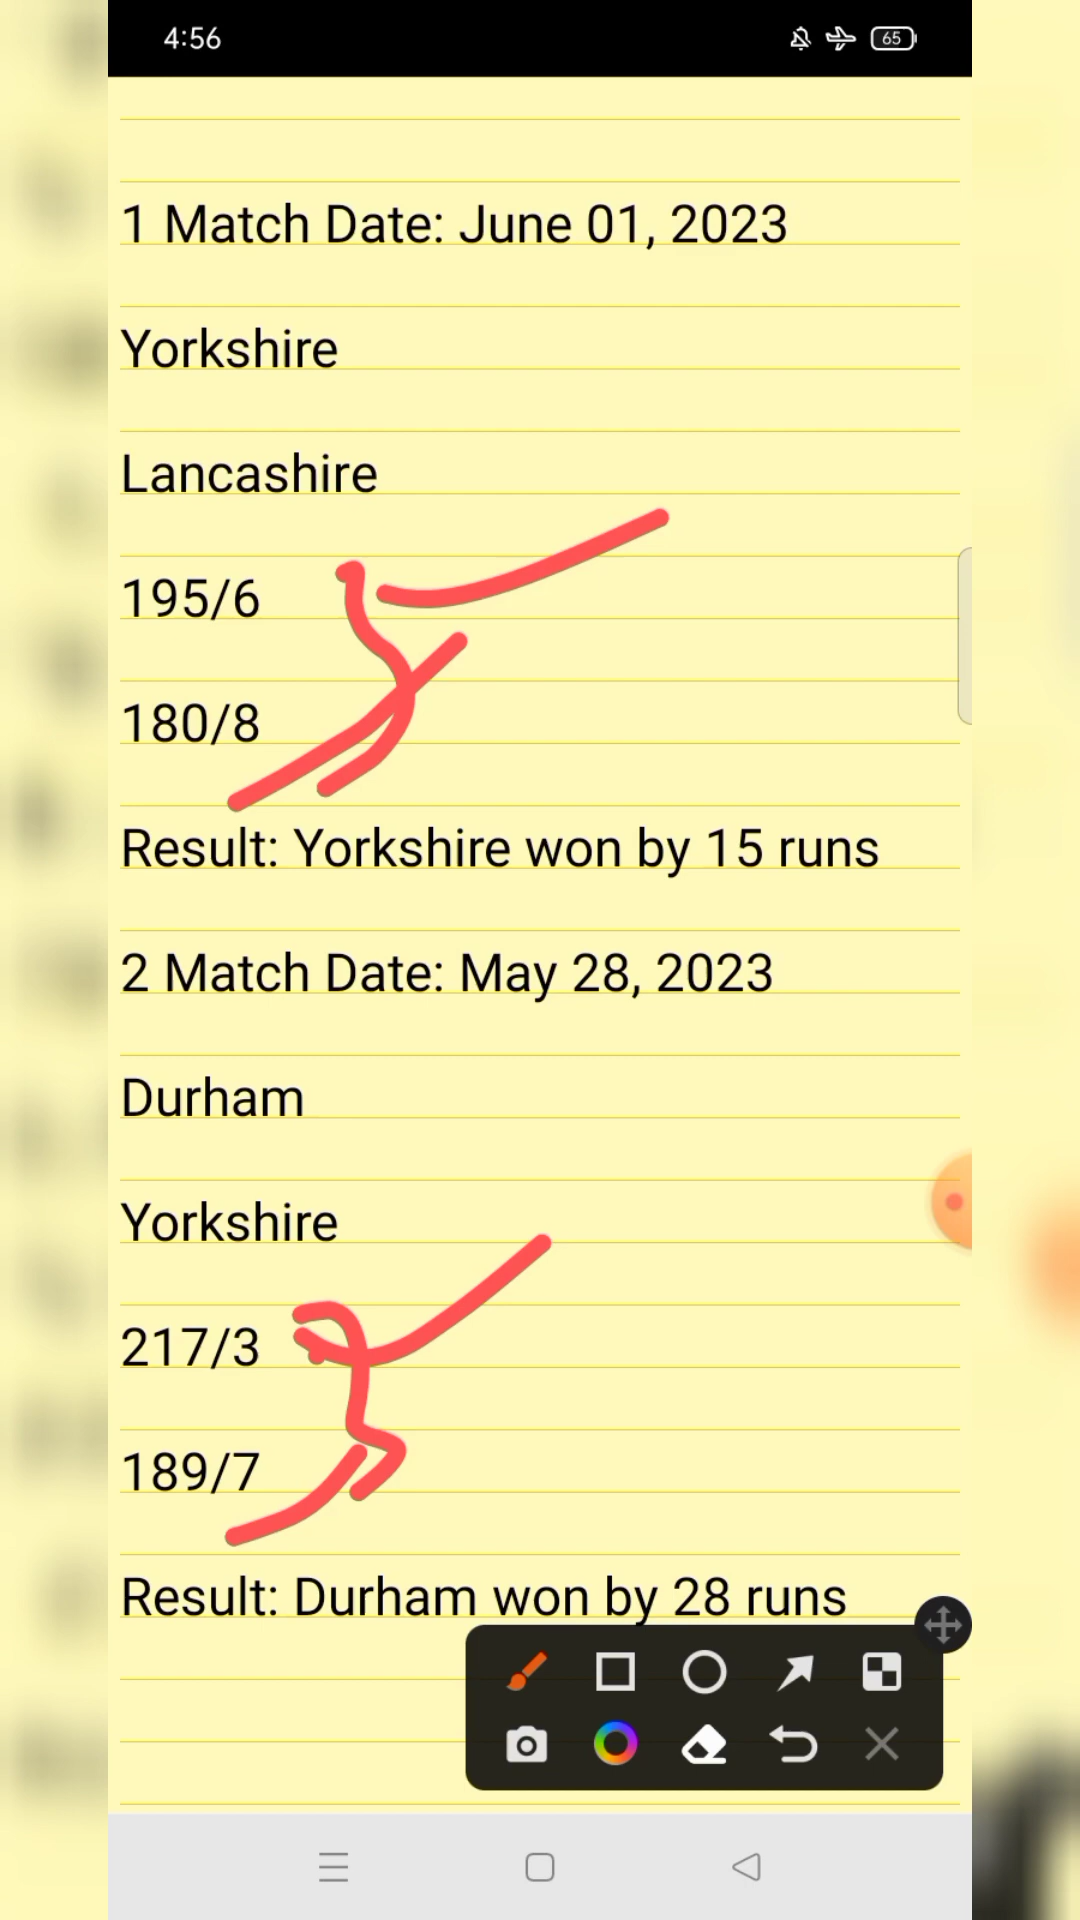 4:56
65
1 Match Date: June 01, 2023
Yorkshire
Lancashire
195/6
180/8
Result: Yorkshire won by 15 runs
2 Match Date: May 28, 2023
Durham
Yorkshire
217/3
189/7
Result: Durham won by 28 runs